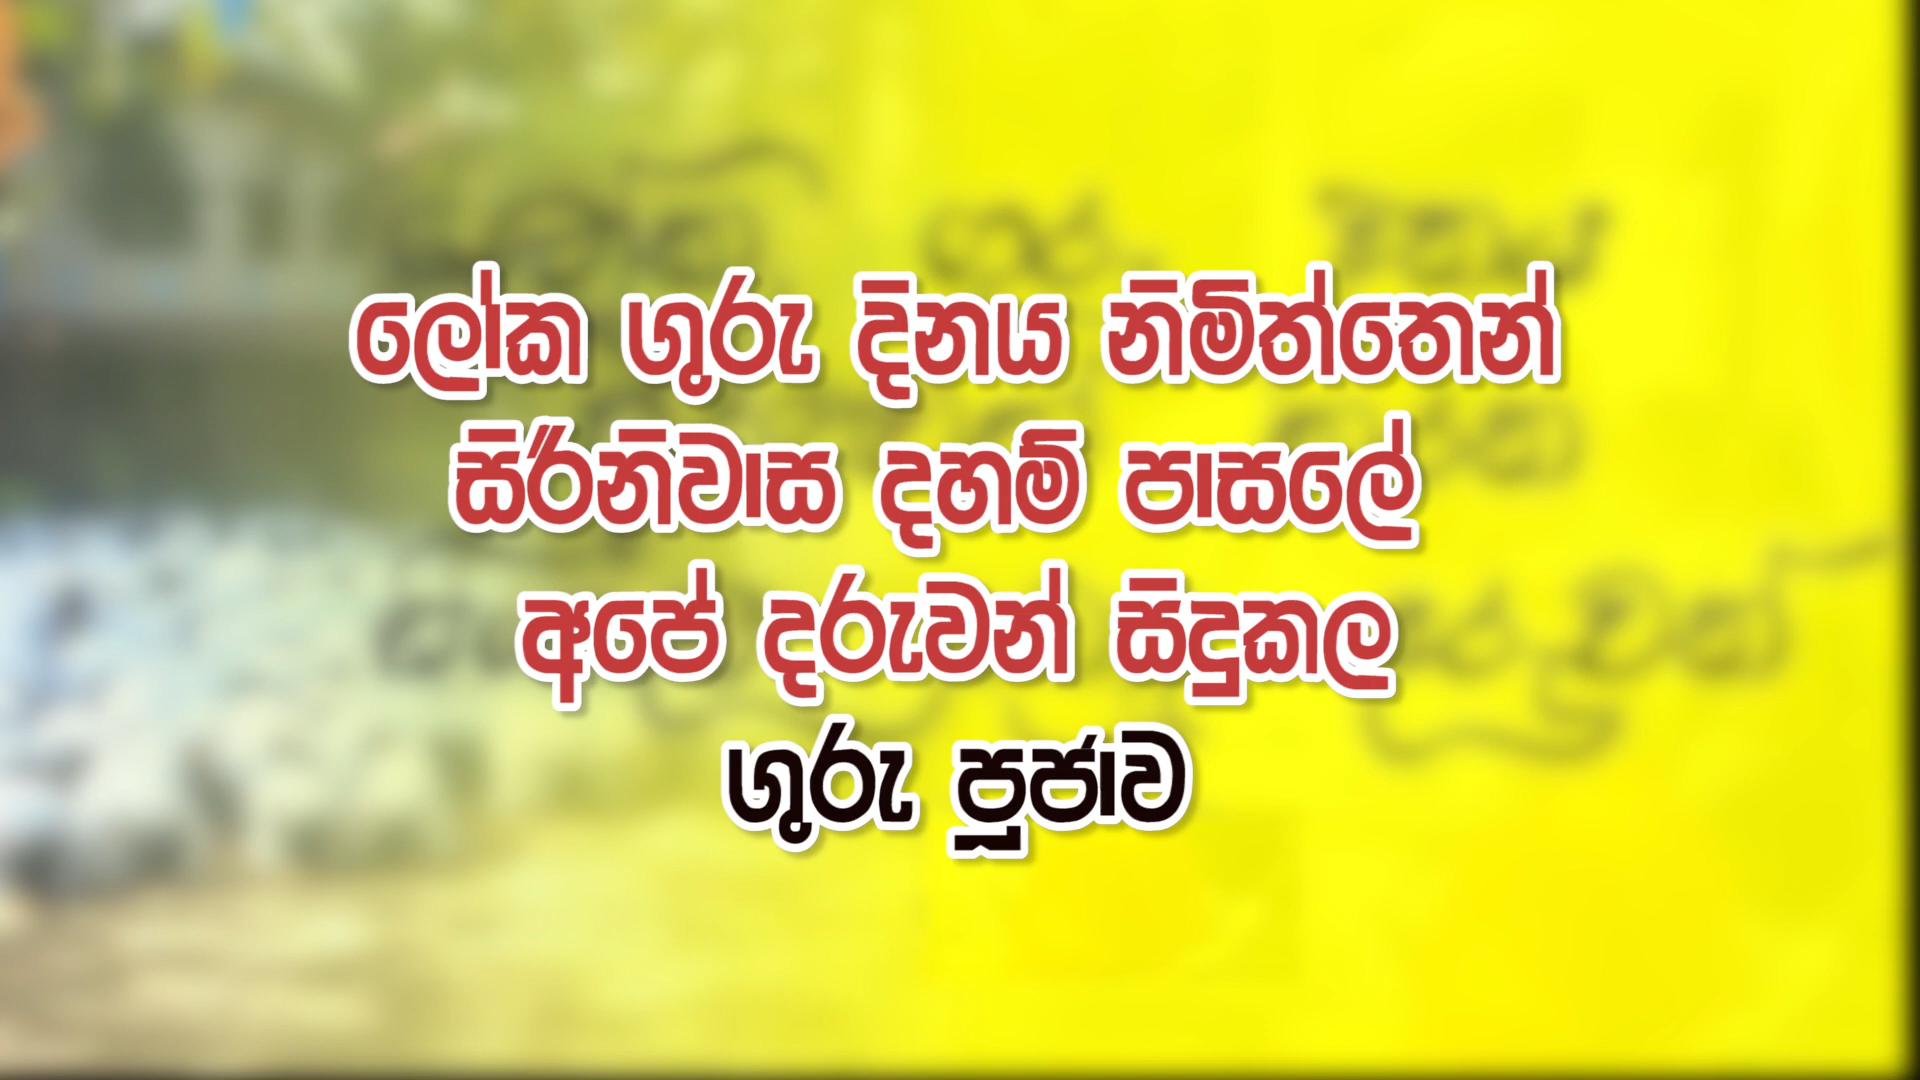 ලෝක ගුරු දිනය නිමිත්තෙන්
සිරිනිවාස දහම් පාසලේ
අපේ දරුවන් සිදුකල
ගුරු පූජාව